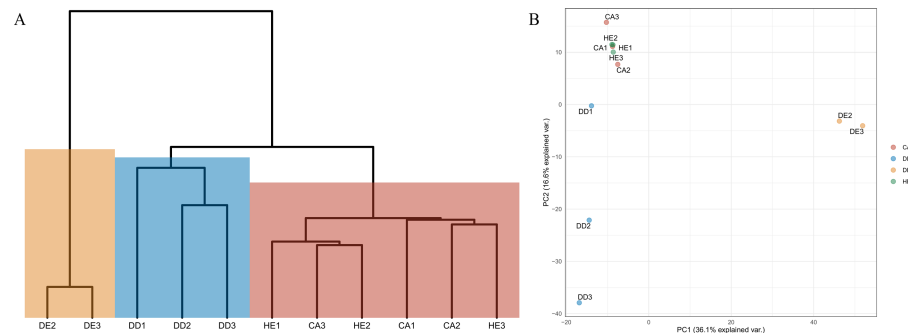 A
DE2 DE3 DD1 DD2 DD3 HE1 CA3 HE2 CA1 CA2 HE3
B
CA3
HE2
CA1 HE1
HE3
CA2
DD1
DE2
DE3
DD2
DD3
10
0
-10
-20
-30
-40
PC2 (16.6% explained var.)
-20 0 20 40
PC1 (36.1% explained var.)
CA